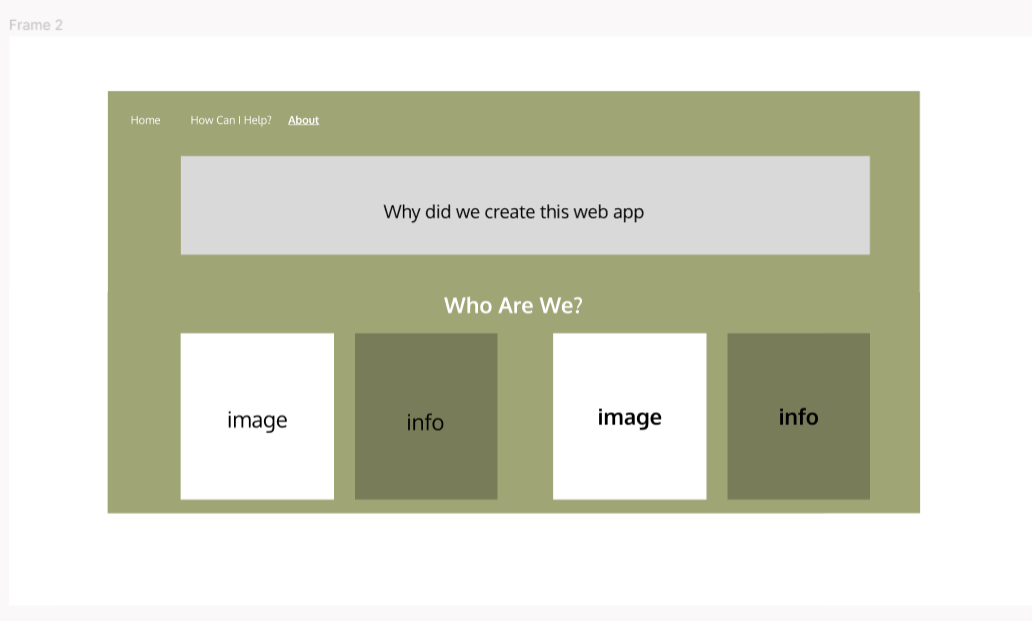 Frame 2
Home How Can I Help? About
Why did we create this web app
Who Are We?
image info image info